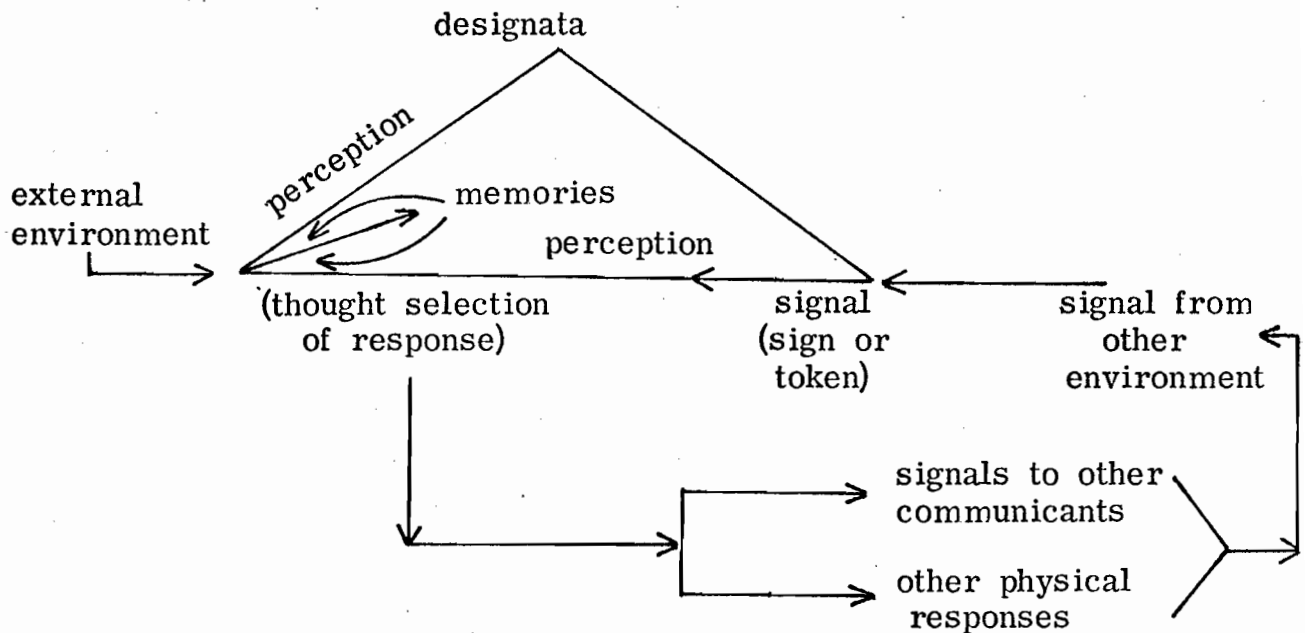 designata
perception
external
environment
memories
perception
(thought selection
of response)
signal
(sign or
token)
signal from
other
environment
signals to other
communicants
other physical
responses